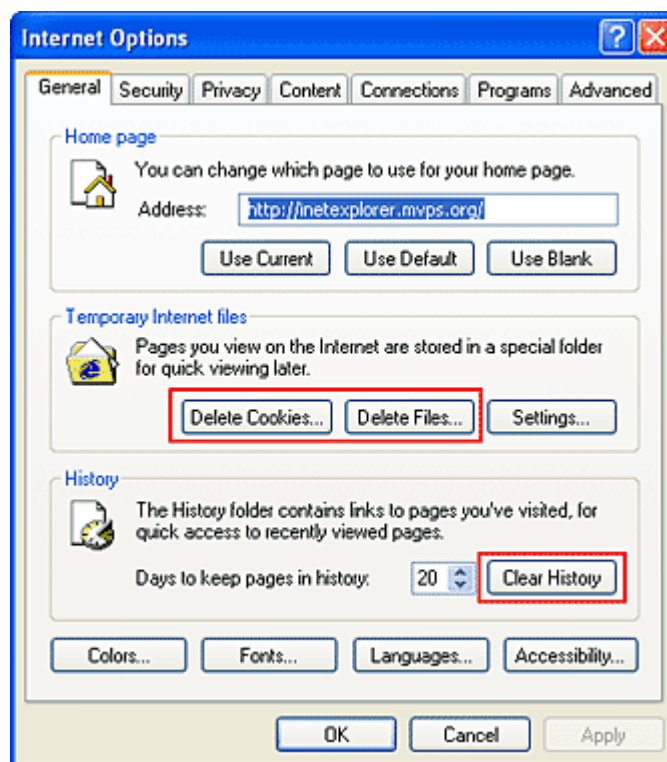 Internet Options
General Security Privacy Content Connections Programs Advanced
Home page
You can change which page to use for your home page.
Address: http://inetexplorer.mvps.org/
Use Current Use Default Use Blank
Temporary Internet files
Pages you view on the Internet are stored in a special folder
for quick viewing later.
Delete Cookies... Delete Files... Settings...
History
The History folder contains links to pages you've visited, for
quick access to recently viewed pages.
Days to keep pages in history: 20 Clear History
Colors... Fonts... Languages... Accessibility...
OK Cancel Apply